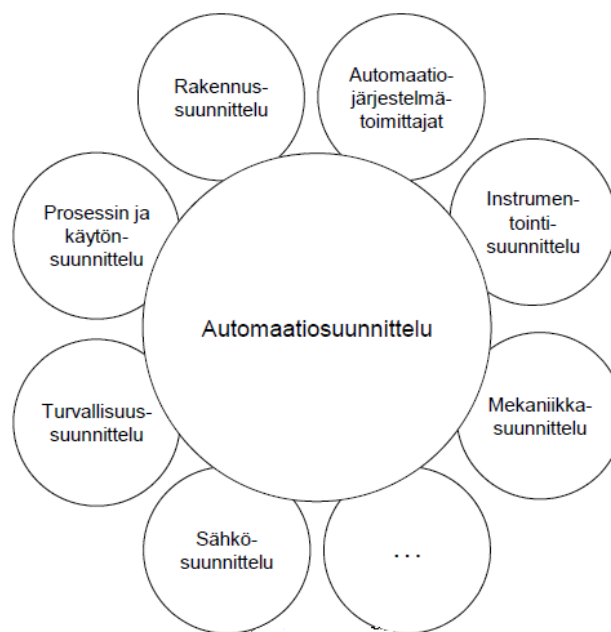 Rakennus-
suunnittelu
Automaatio-
järjestelmä-
toimittajat
Instrumen-
tointi-
suunnittelu
Prosessin ja
käytön-
suunnittelu
Automaatiosuunnittelu
Turvallisuus-
suunnittelu
Mekaniikka-
suunnittelu
Sähkö-
suunnittelu
...